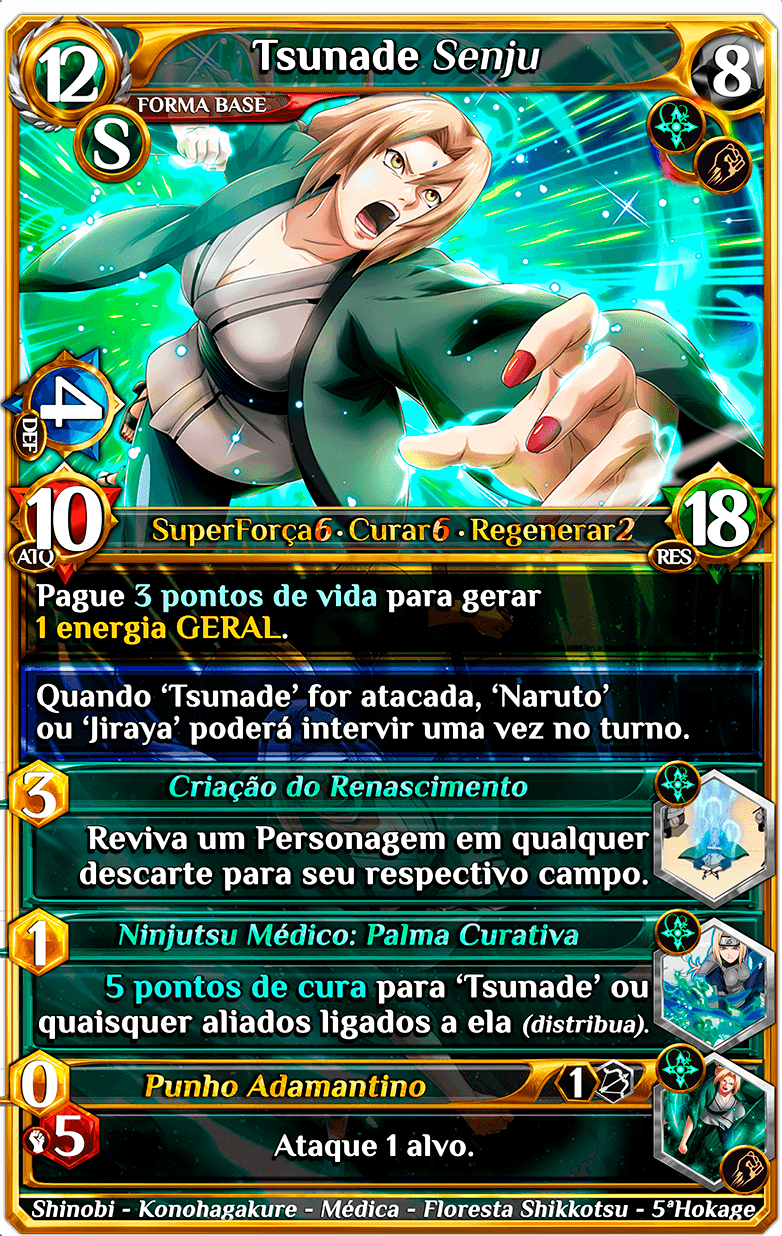 12
Tsunade Senju
8
FORMA BASE
S
4
DEF
10
ATQ
SuperForça6 · Curar6 · Regenerar2
18
RES
Pague 3 pontos de vida para gerar
1 energia GERAL.
Quando ‘Tsunade’ for atacada, ‘Naruto’
ou ‘Jiraya’ poderá intervir uma vez no turno.
3
Criação do Renascimento
Reviva um Personagem em qualquer
descarte para seu respectivo campo.
1
Ninjutsu Médico: Palma Curativa
5 pontos de cura para ‘Tsunade’ ou
quaisquer aliados ligados a ela (distribua).
0
Punho Adamantino
1
5
Ataque 1 alvo.
Shinobi - Konohagakure - Médica - Floresta Shikkotsu - 5ªHokage